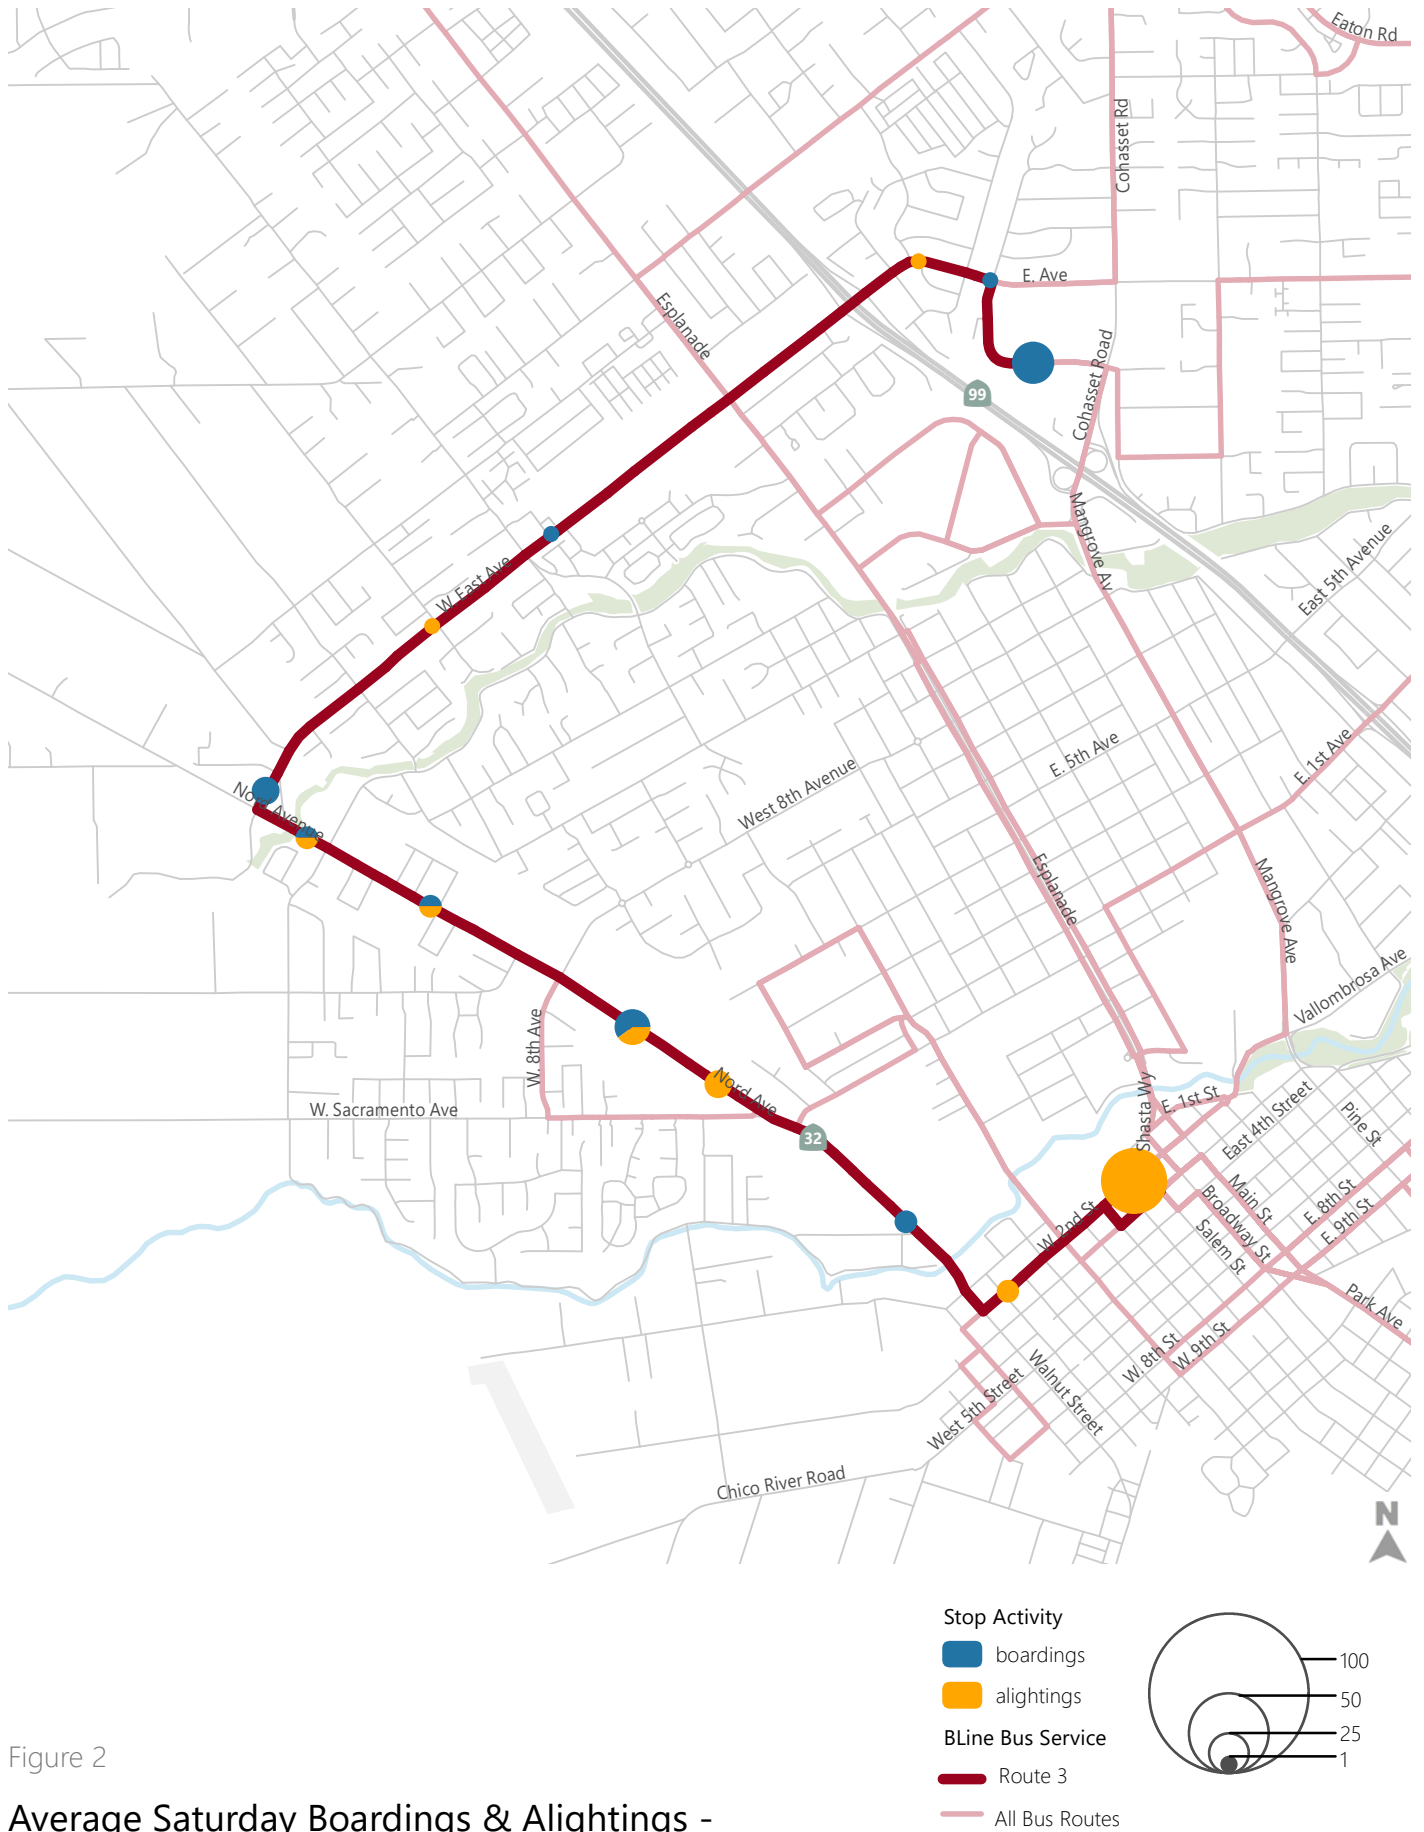 Eaton Rd
Cohasset Rd
E. Ave
Esplanade
Cohasset Road
99
Mangrove Av
East 5th Avenue
W. East Ave
E. 5th Ave
E. 1st Ave
West 8th Avenue
Nord Avenue
Esplanade
Mangrove Ave
Vallombrosa Ave
W. 8th Ave
Nord Ave
W. Sacramento Ave
32
Shasta Wy
E. 1st St
East 4th Street
Pine St
Main St
Broadway St
Salem St
E. 8th St
E. 9th St
W. 2nd St
Park Ave
W. 8th St
W. 9th St
Walnut Street
West 5th Street
Chico River Road
N
Stop Activity
boardings
alightings
BLine Bus Service
Route 3
All Bus Routes
100
50
25
1
Figure 2
Average Saturday Boardings & Alightings -